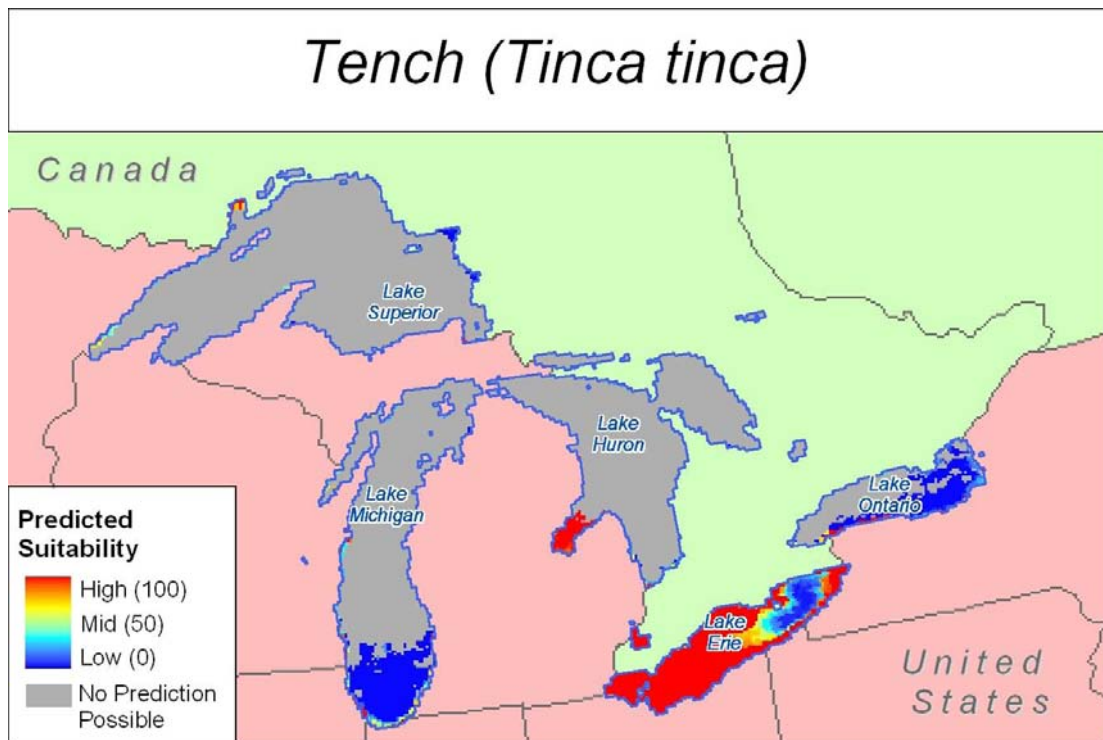 Tench (Tinca tinca)
Canada
Lake
Superior
Lake
Huron
Lake
Michigan
Lake
Ontario
Lake
Erie
United
States
Predicted
Suitability
High (100)
Mid (50)
Low (0)
No Prediction
Possible